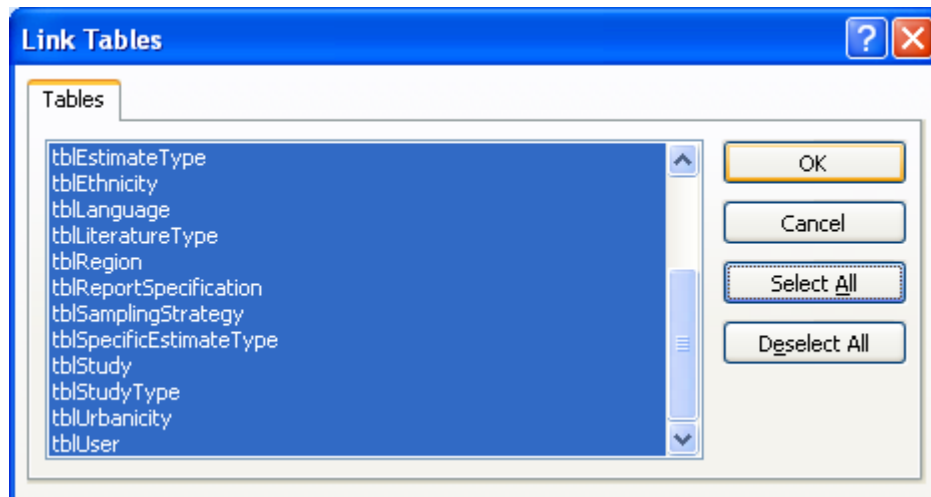 Link Tables
Tables
tblEstimateType
tblEthnicity
tblLanguage
tblLiteratureType
tblRegion
tblReportSpecification
tblSamplingStrategy
tblSpecificEstimateType
tblStudy
tblStudyType
tblUrbanicity
tblUser
OK
Cancel
Select All
Deselect All